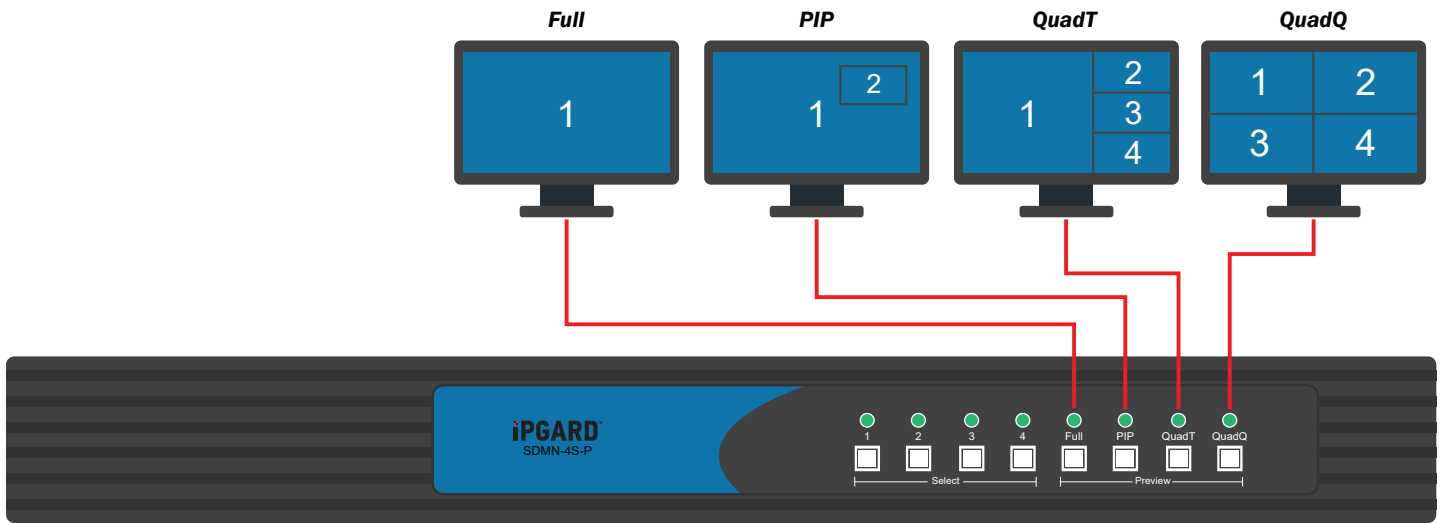 Full PIP QuadT QuadQ
1
1 2
1 2 3 4
1 2 3 4
iPGARD™
SDMN-4S-P
1 2 3 4 Full PIP QuadT QuadQ
Select Preview